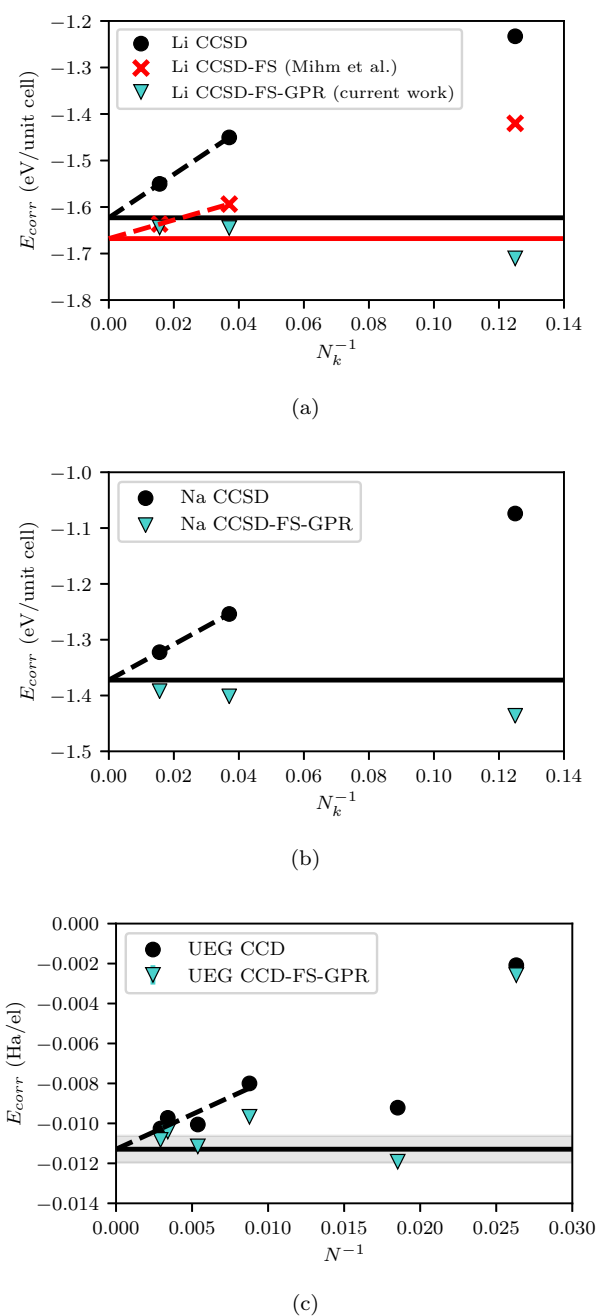 −1.2
−1.3
−1.4
−1.5
−1.6
−1.7
−1.8
E_corr (eV/unit cell)
Li CCSD
Li CCSD-FS (Mihm et al.)
Li CCSD-FS-GPR (current work)
0.00 0.02 0.04 0.06 0.08 0.10 0.12 0.14
N_k^−1
(a)
−1.0
−1.1
−1.2
−1.3
−1.4
−1.5
E_corr (eV/unit cell)
Na CCSD
Na CCSD-FS-GPR
0.00 0.02 0.04 0.06 0.08 0.10 0.12 0.14
N_k^−1
(b)
0.000
−0.002
−0.004
−0.006
−0.008
−0.010
−0.012
−0.014
E_corr (Ha/el)
UEG CCD
UEG CCD-FS-GPR
0.000 0.005 0.010 0.015 0.020 0.025 0.030
N^−1
(c)